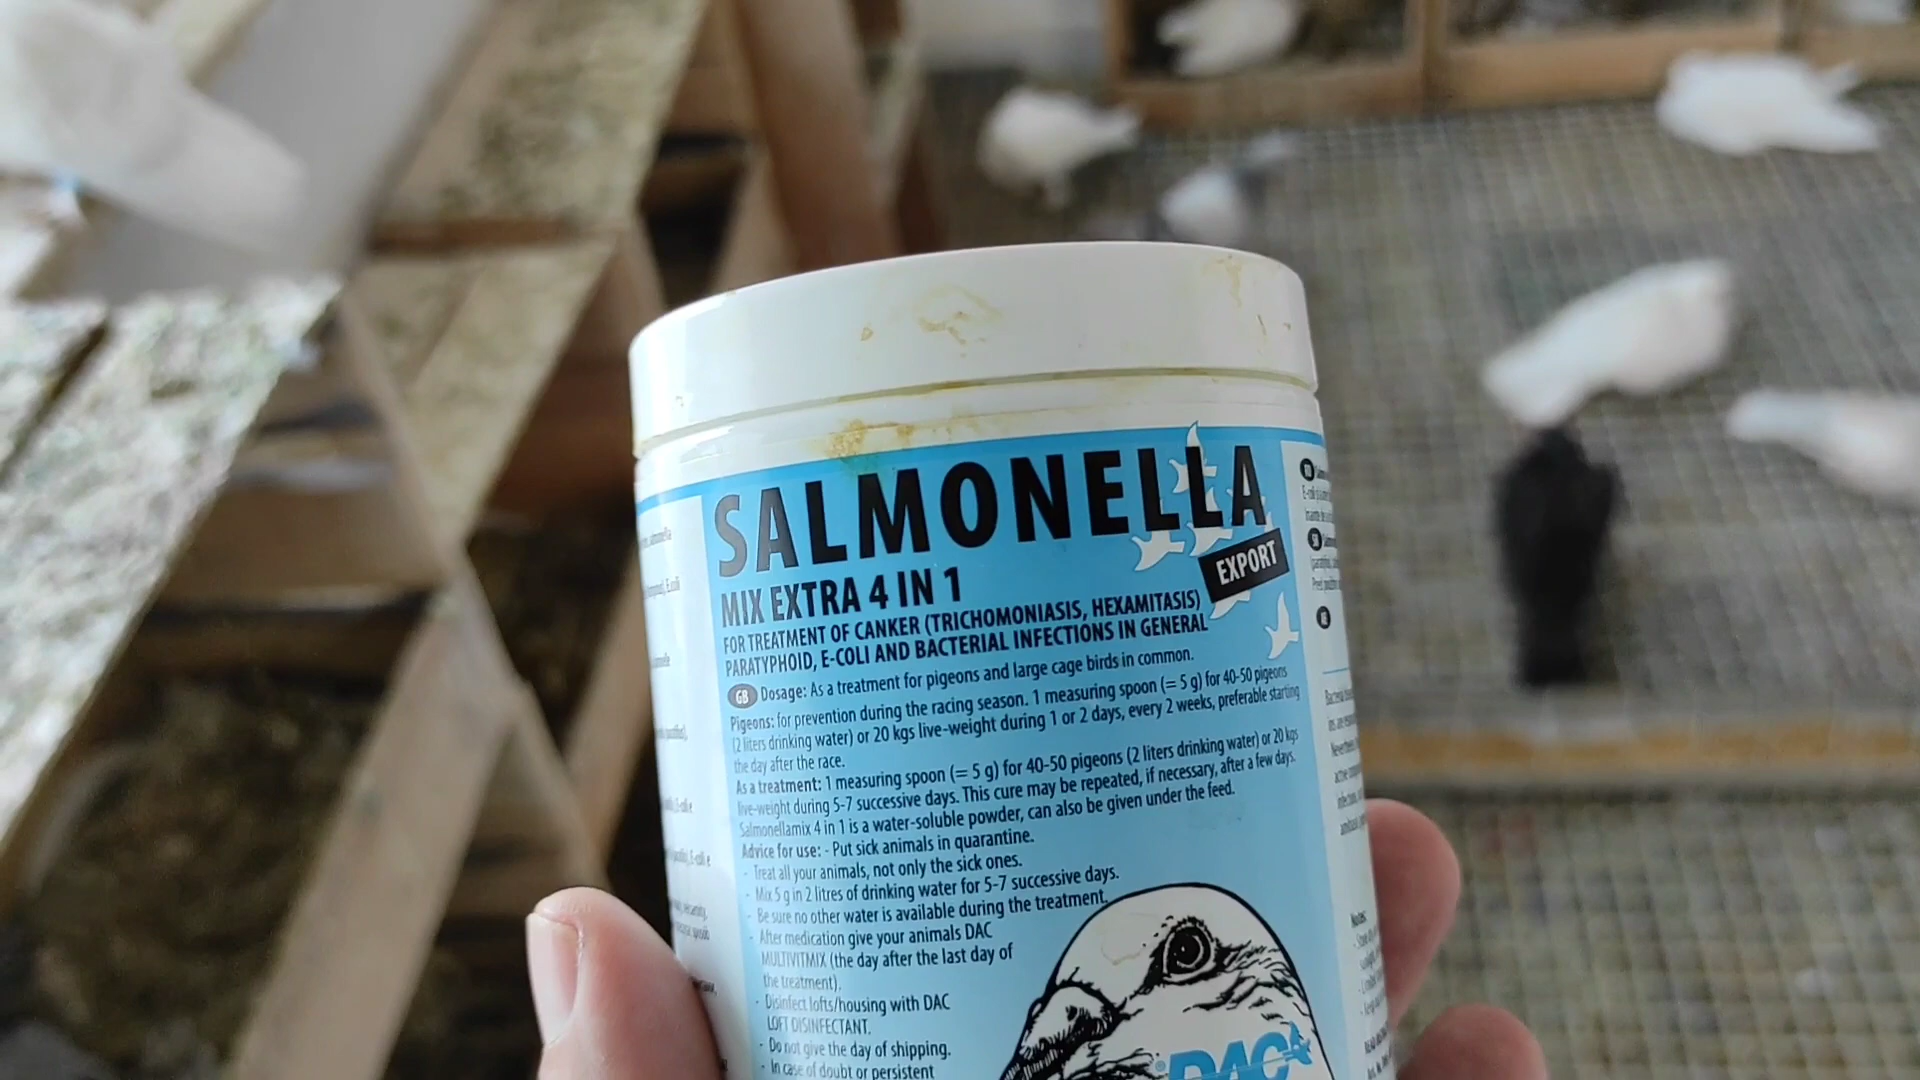 SALMONELLA
EXPORT
MIX EXTRA 4 IN 1
FOR TREATMENT OF CANKER (TRICHOMONIASIS, HEXAMITASIS)
PARATYPHOID, E-COLI AND BACTERIAL INFECTIONS IN GENERAL
GB Dosage: As a treatment for pigeons and large cage birds in common.
Pigeons: for prevention during the racing season. 1 measuring spoon (= 5 g) for 40-50 pigeons
(2 liters drinking water) or 20 kgs live-weight during 1 or 2 days, every 2 weeks, preferable starting
the day after the race.
As a treatment: 1 measuring spoon (= 5 g) for 40-50 pigeons (2 liters drinking water) or 20 kgs
live-weight during 5-7 successive days. This cure may be repeated, if necessary, after a few days.
Salmonellamix 4 in 1 is a water-soluble powder, can also be given under the feed.
Advice for use: - Put sick animals in quarantine.
- Treat all your animals, not only the sick ones.
- Mix 5 g in 2 litres of drinking water for 5-7 successive days.
- Be sure no other water is available during the treatment.
- After medication give your animals DAC
MULTIVITMIX (the day after the last day of
the treatment).
- Disinfect lofts/housing with DAC
LOFT DISINFECTANT.
- Do not give the day of shipping.
- In case of doubt or persistent
DAC